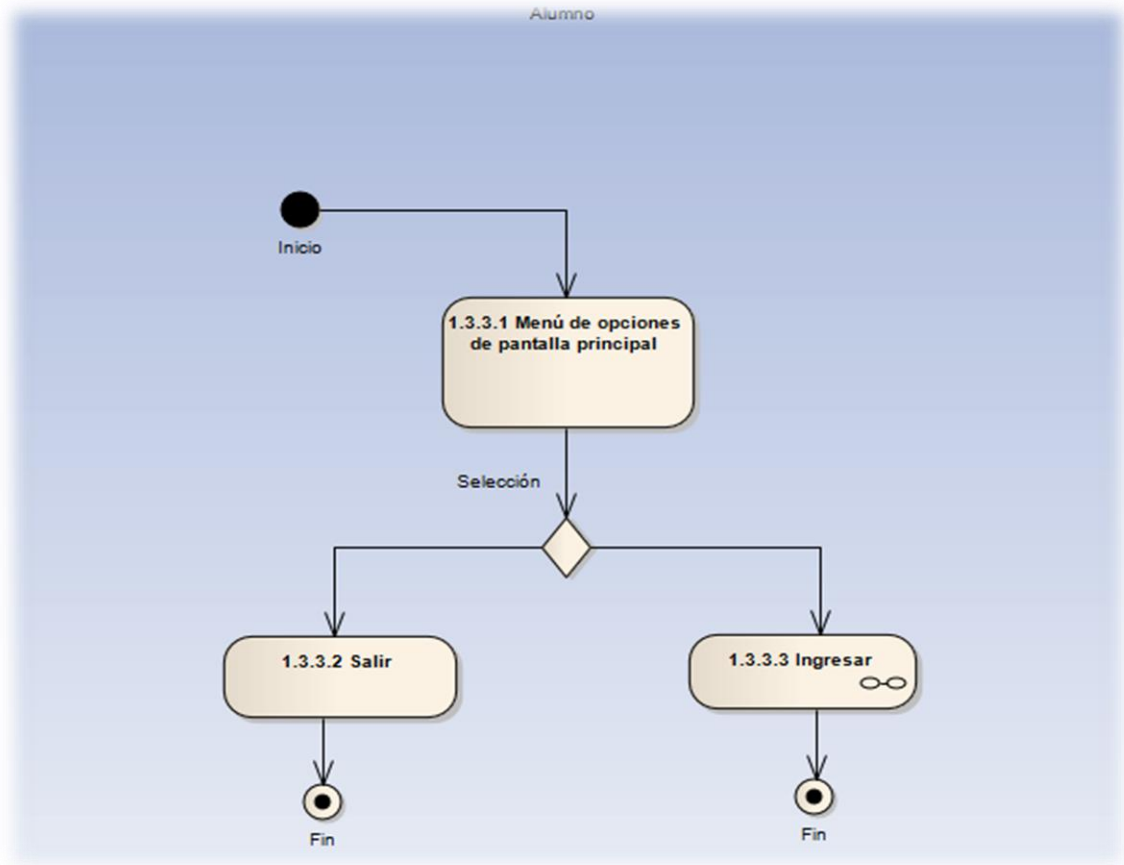 Alumno
Inicio
1.3.3.1 Menú de opciones
de pantalla principal
Selección
1.3.3.2 Salir
1.3.3.3 Ingresar
Fin
Fin